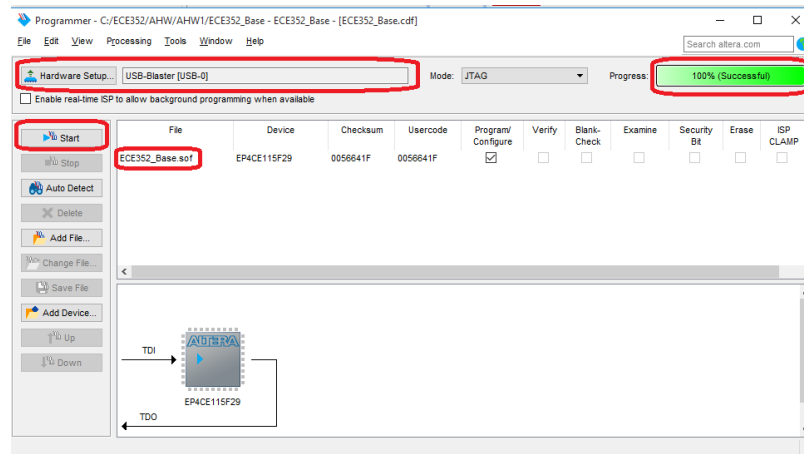 Programmer - C:/ECE352/AHW/AHW1/ECE352_Base - ECE352_Base - [ECE352_Base.cdf]
File Edit View Processing Tools Window Help
Search altera.com
Hardware Setup... USB-Blaster [USB-0] Mode: JTAG Progress: 100% (Successful)
Enable real-time ISP to allow background programming when available
Start
Stop
Auto Detect
Delete
Add File...
Change File...
Save File
Add Device...
Up
Down
File Device Checksum Usercode Program/ Configure Verify Blank- Check Examine Security Bit Erase ISP CLAMP
ECE352_Base.sof EP4CE115F29 0056641F 0056641F
TDI
ALTERA
EP4CE115F29
TDO